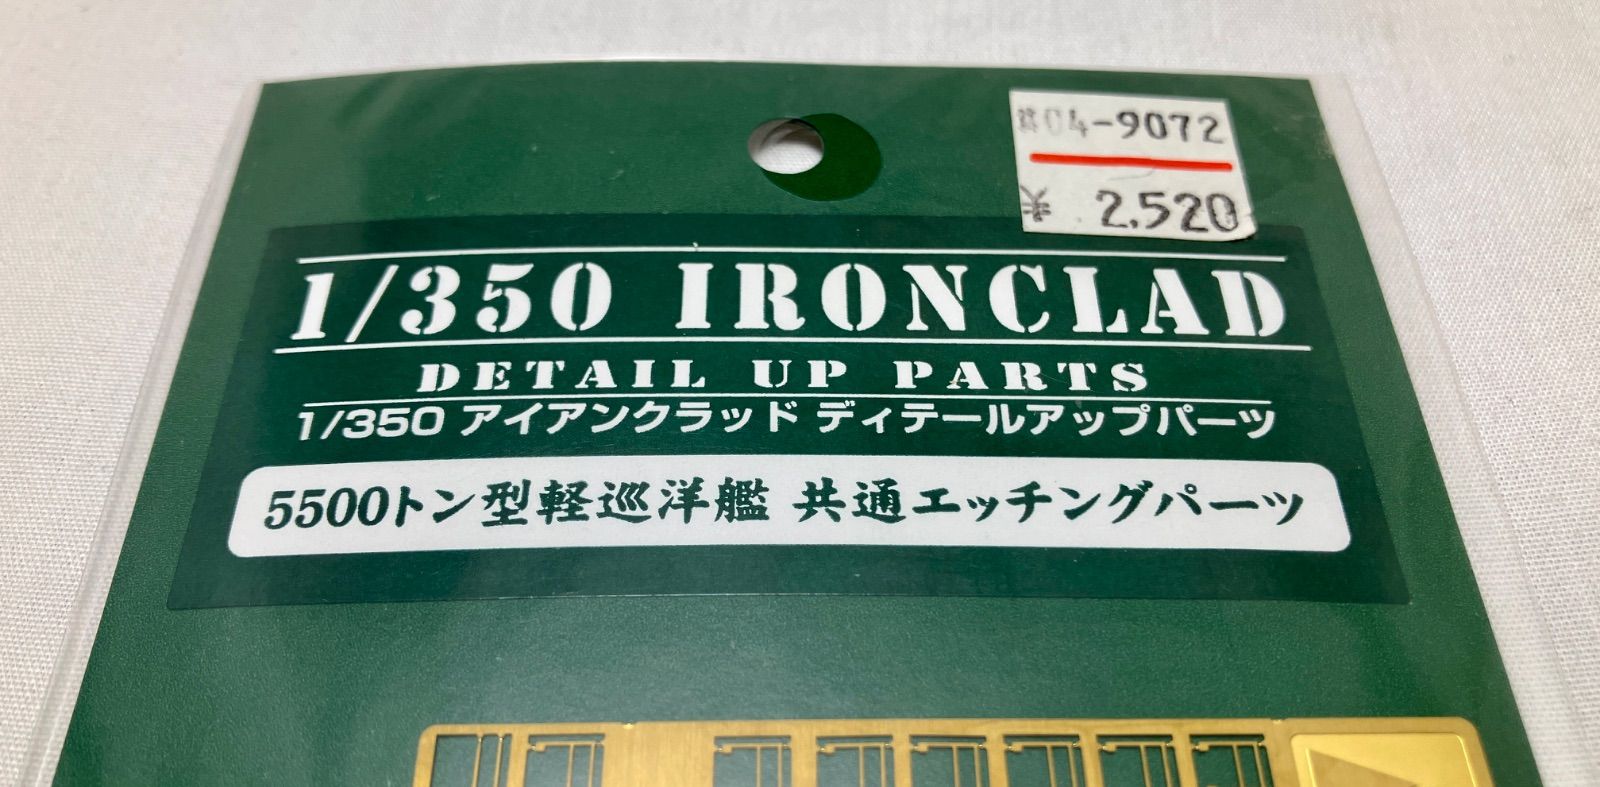 04-9072
¥ 2,520
1/350 IRONCLAD
DETAIL UP PARTS
1/350 アイアンクラッド ディテールアップパーツ
5500トン型軽巡洋艦 共通エッチングパーツ